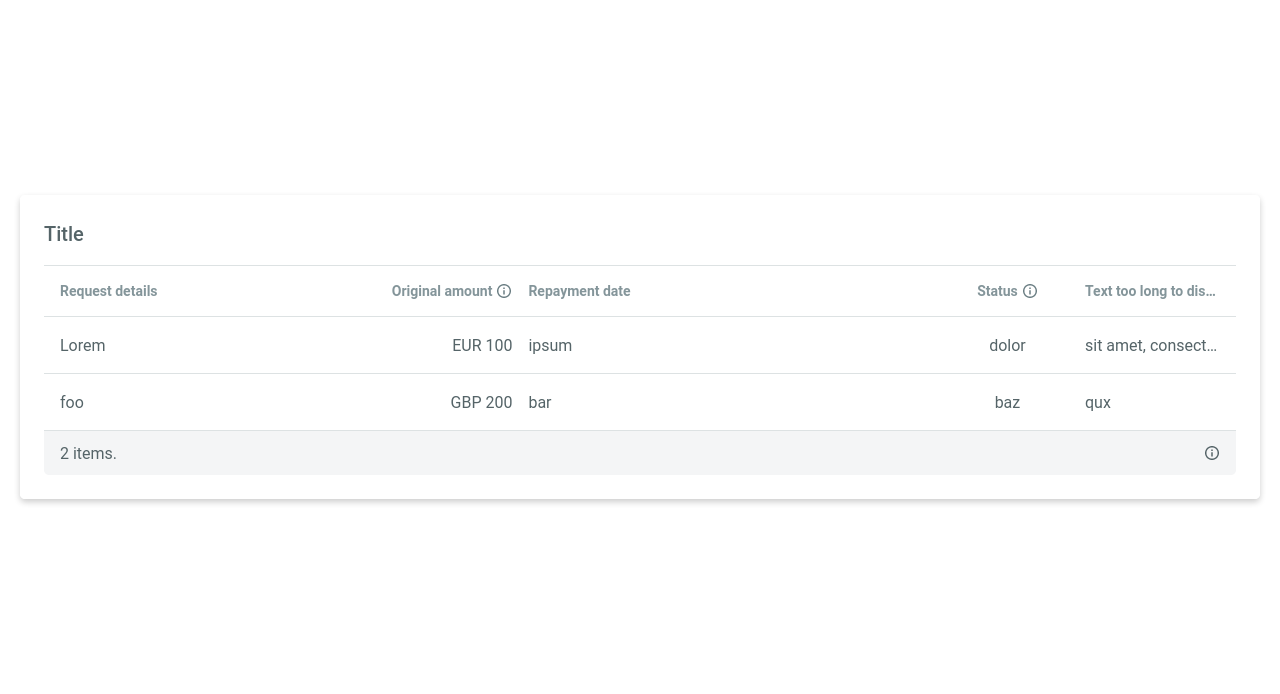 Title
Request details Original amount Repayment date Status Text too long to dis…
Lorem EUR 100 ipsum dolor sit amet, consect…
foo GBP 200 bar baz qux
2 items.